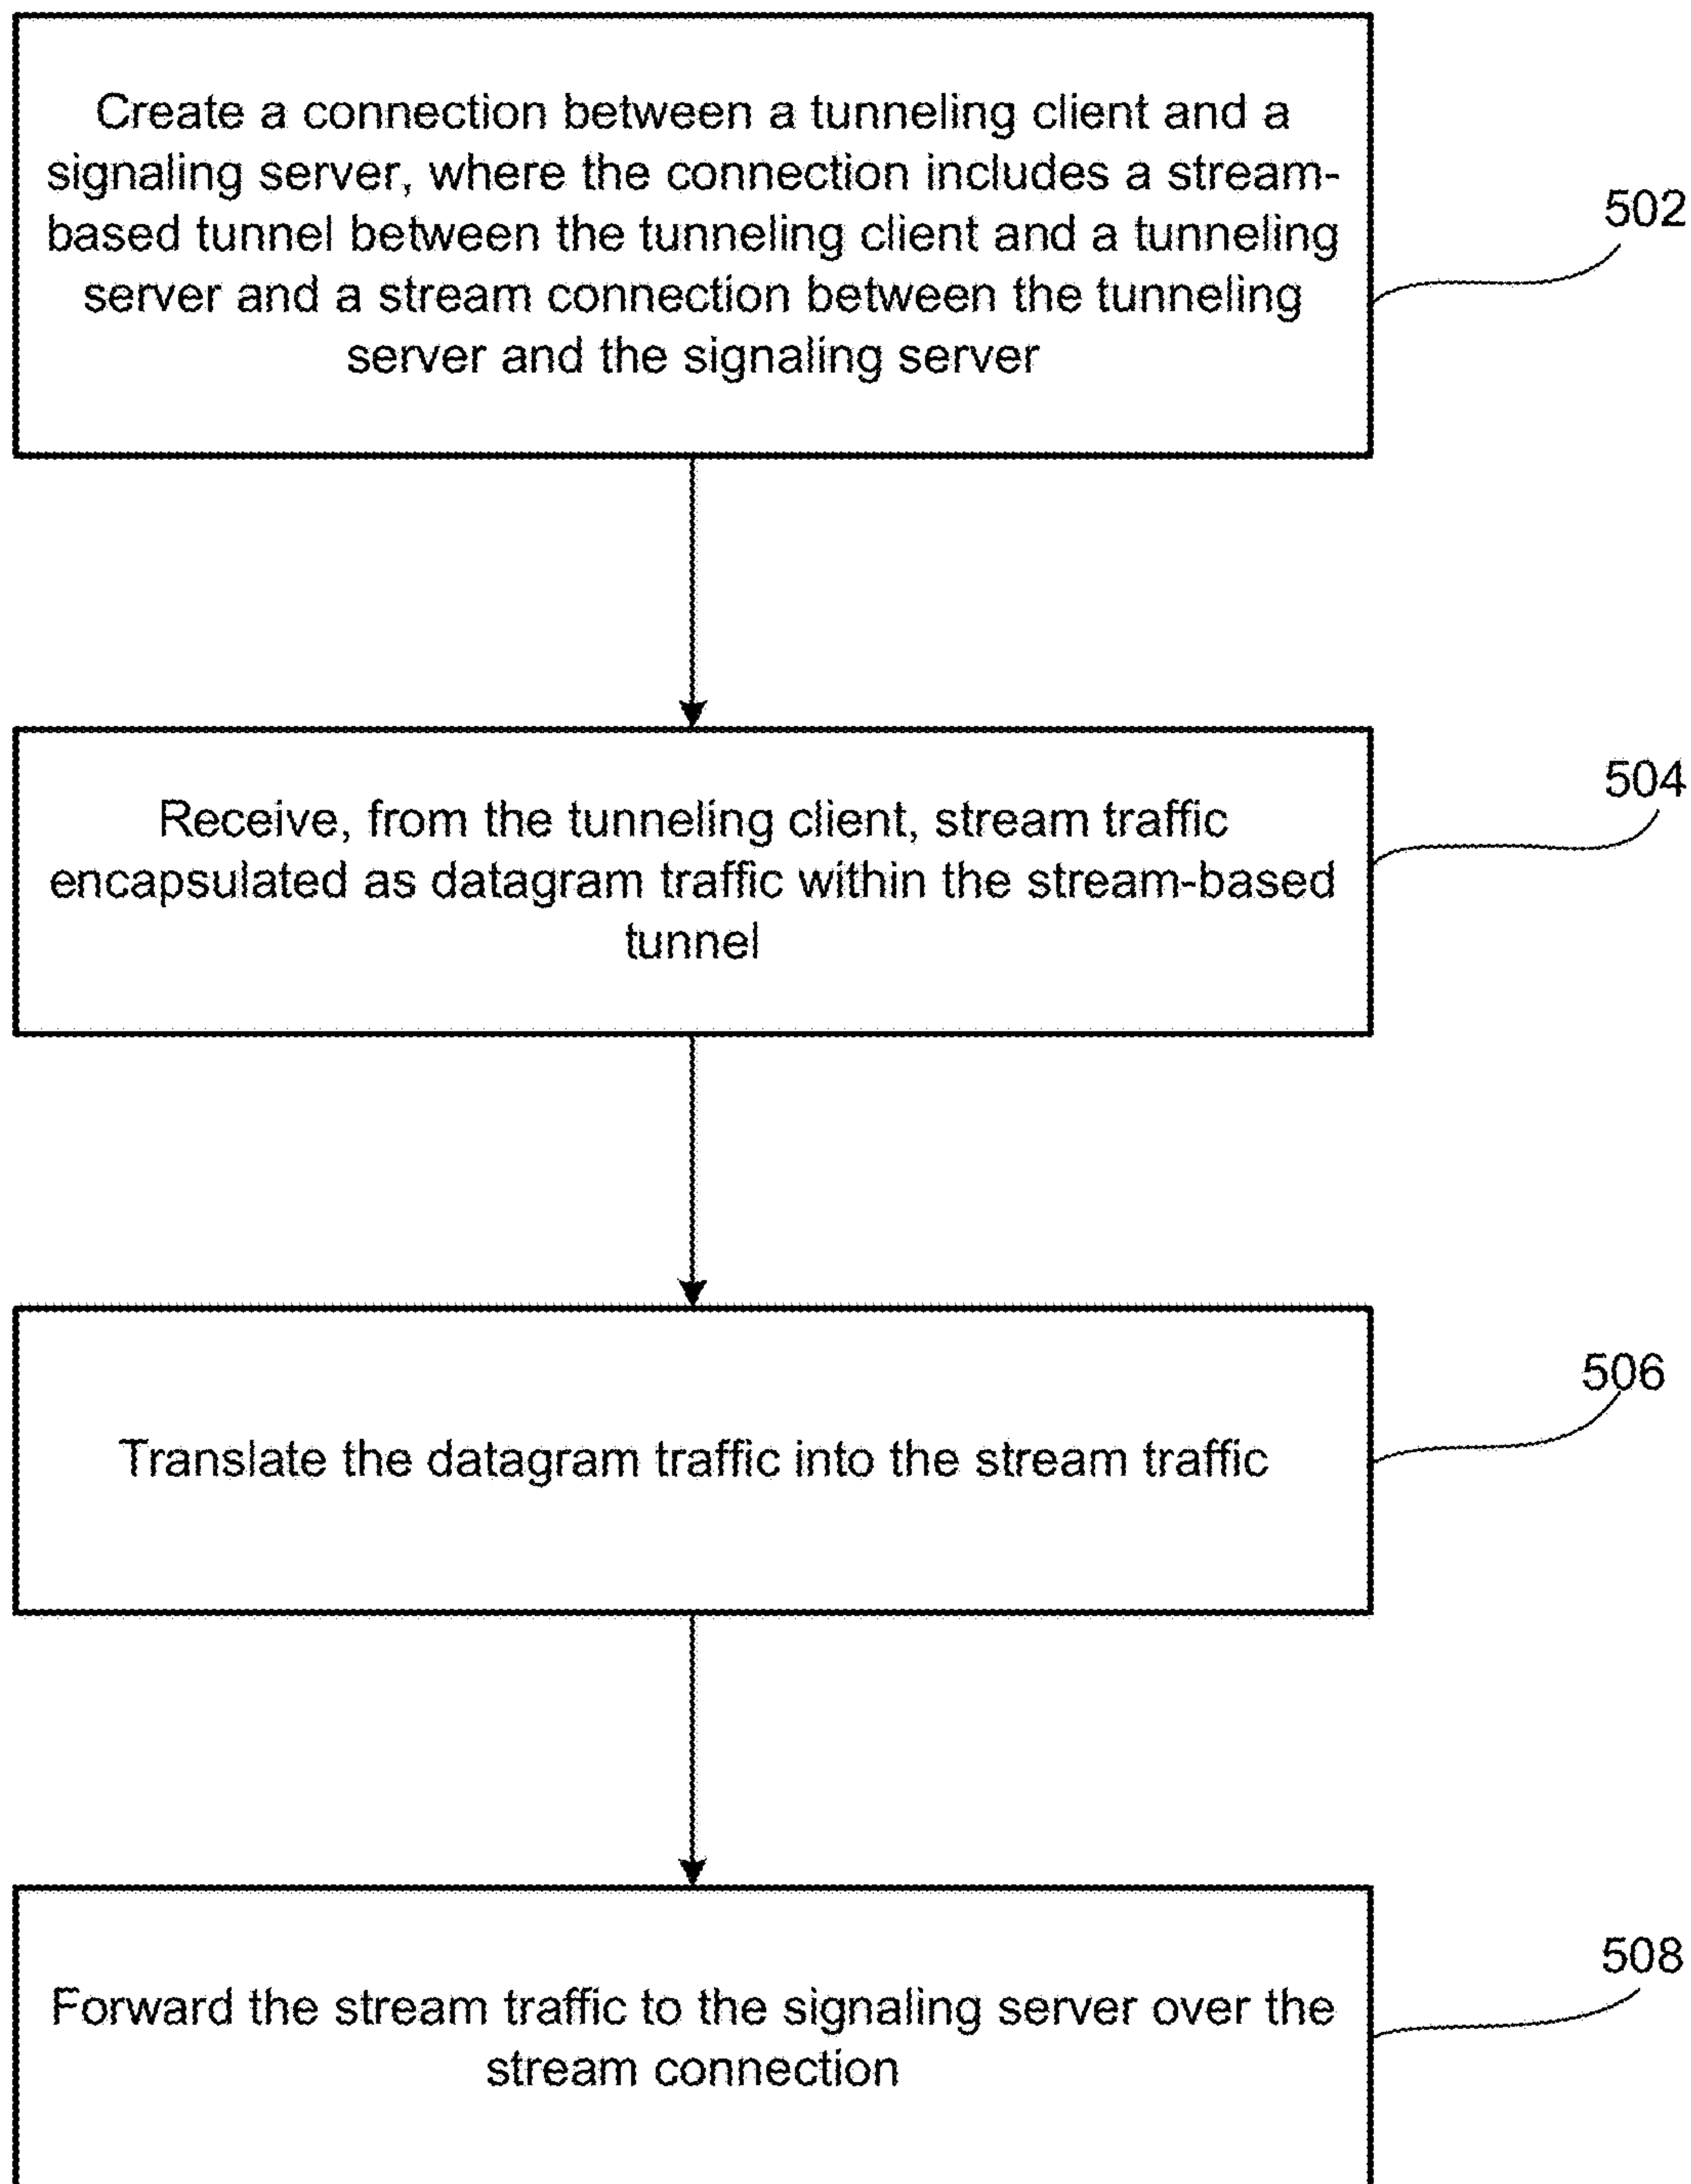 Create a connection between a tunneling client and a
signaling server, where the connection includes a stream-
based tunnel between the tunneling client and a tunneling
server and a stream connection between the tunneling
server and the signaling server
502
Receive, from the tunneling client, stream traffic
encapsulated as datagram traffic within the stream-based
tunnel
504
Translate the datagram traffic into the stream traffic
506
Forward the stream traffic to the signaling server over the
stream connection
508